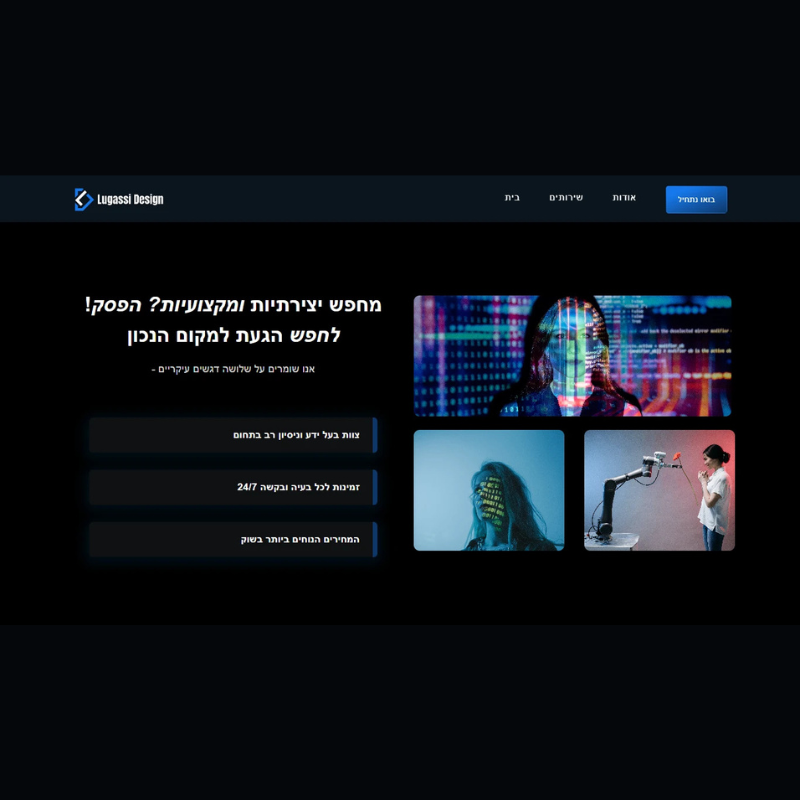 Lugassi Design
בית
שירותים
אודות
בואו נתחיל
מחפש יצירתיות ומקצועיות? הפסק!
לחפש הגעת למקום הנכון
אנו שומרים על שלושה דגשים עיקריים -
צוות בעל ידע וניסיון רב בתחום
זמינות לכל בעיה ובקשה 24/7
המחירים הנוחים ביותר בשוק